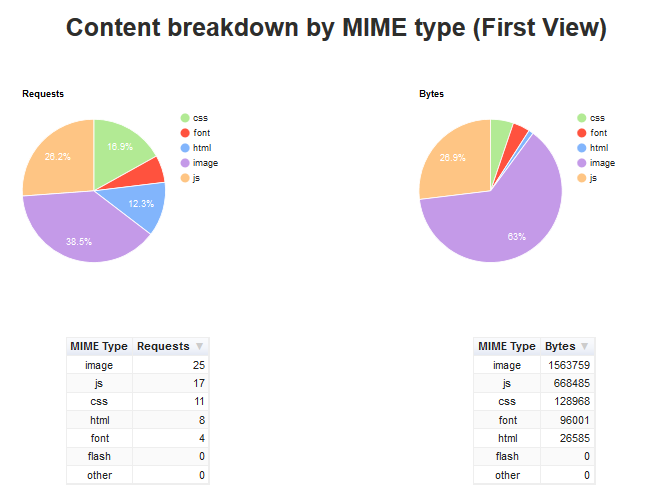 Content breakdown by MIME type (First View)
Requests
Bytes
css
font
html
image
js
16.9%
12.3%
38.5%
26.2%
css
font
html
image
js
26.9%
63%
MIME Type Requests
image 25
js 17
css 11
html 8
font 4
flash 0
other 0
MIME Type Bytes
image 1563759
js 668485
css 128968
font 96001
html 26585
flash 0
other 0